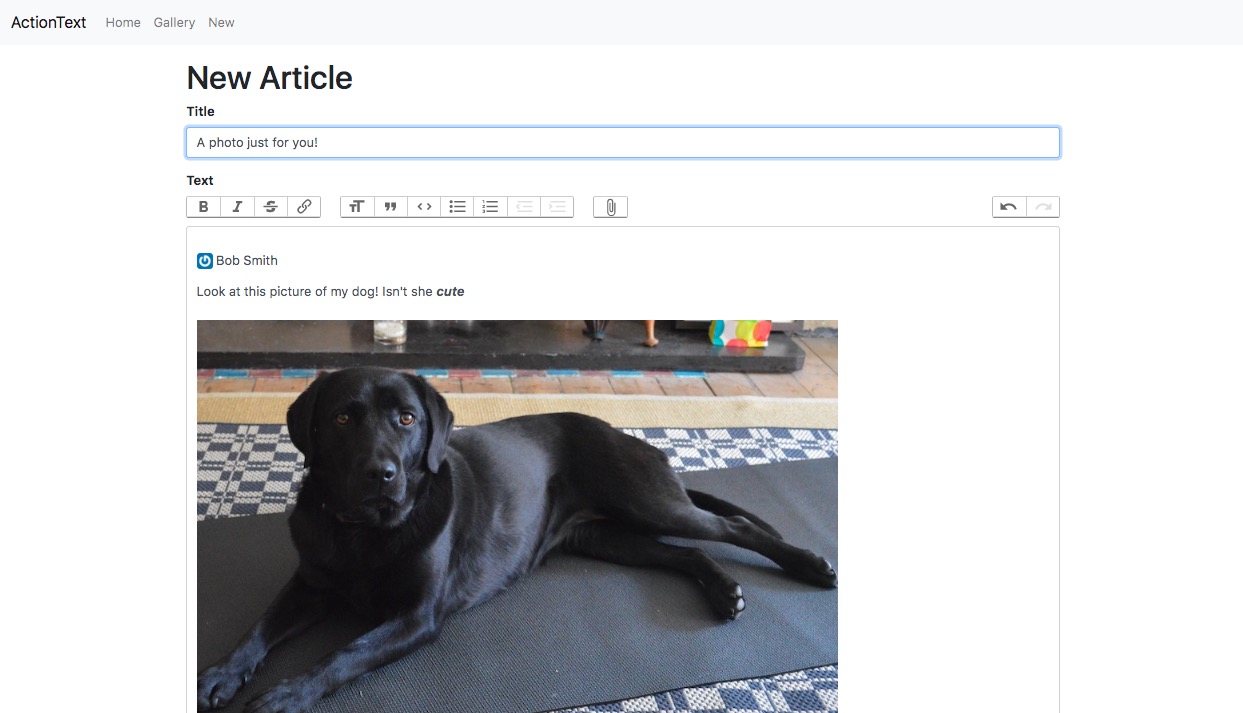 ActionText Home Gallery New
New Article
Title
A photo just for you!
Text
Bob Smith
Look at this picture of my dog! Isn't she cute